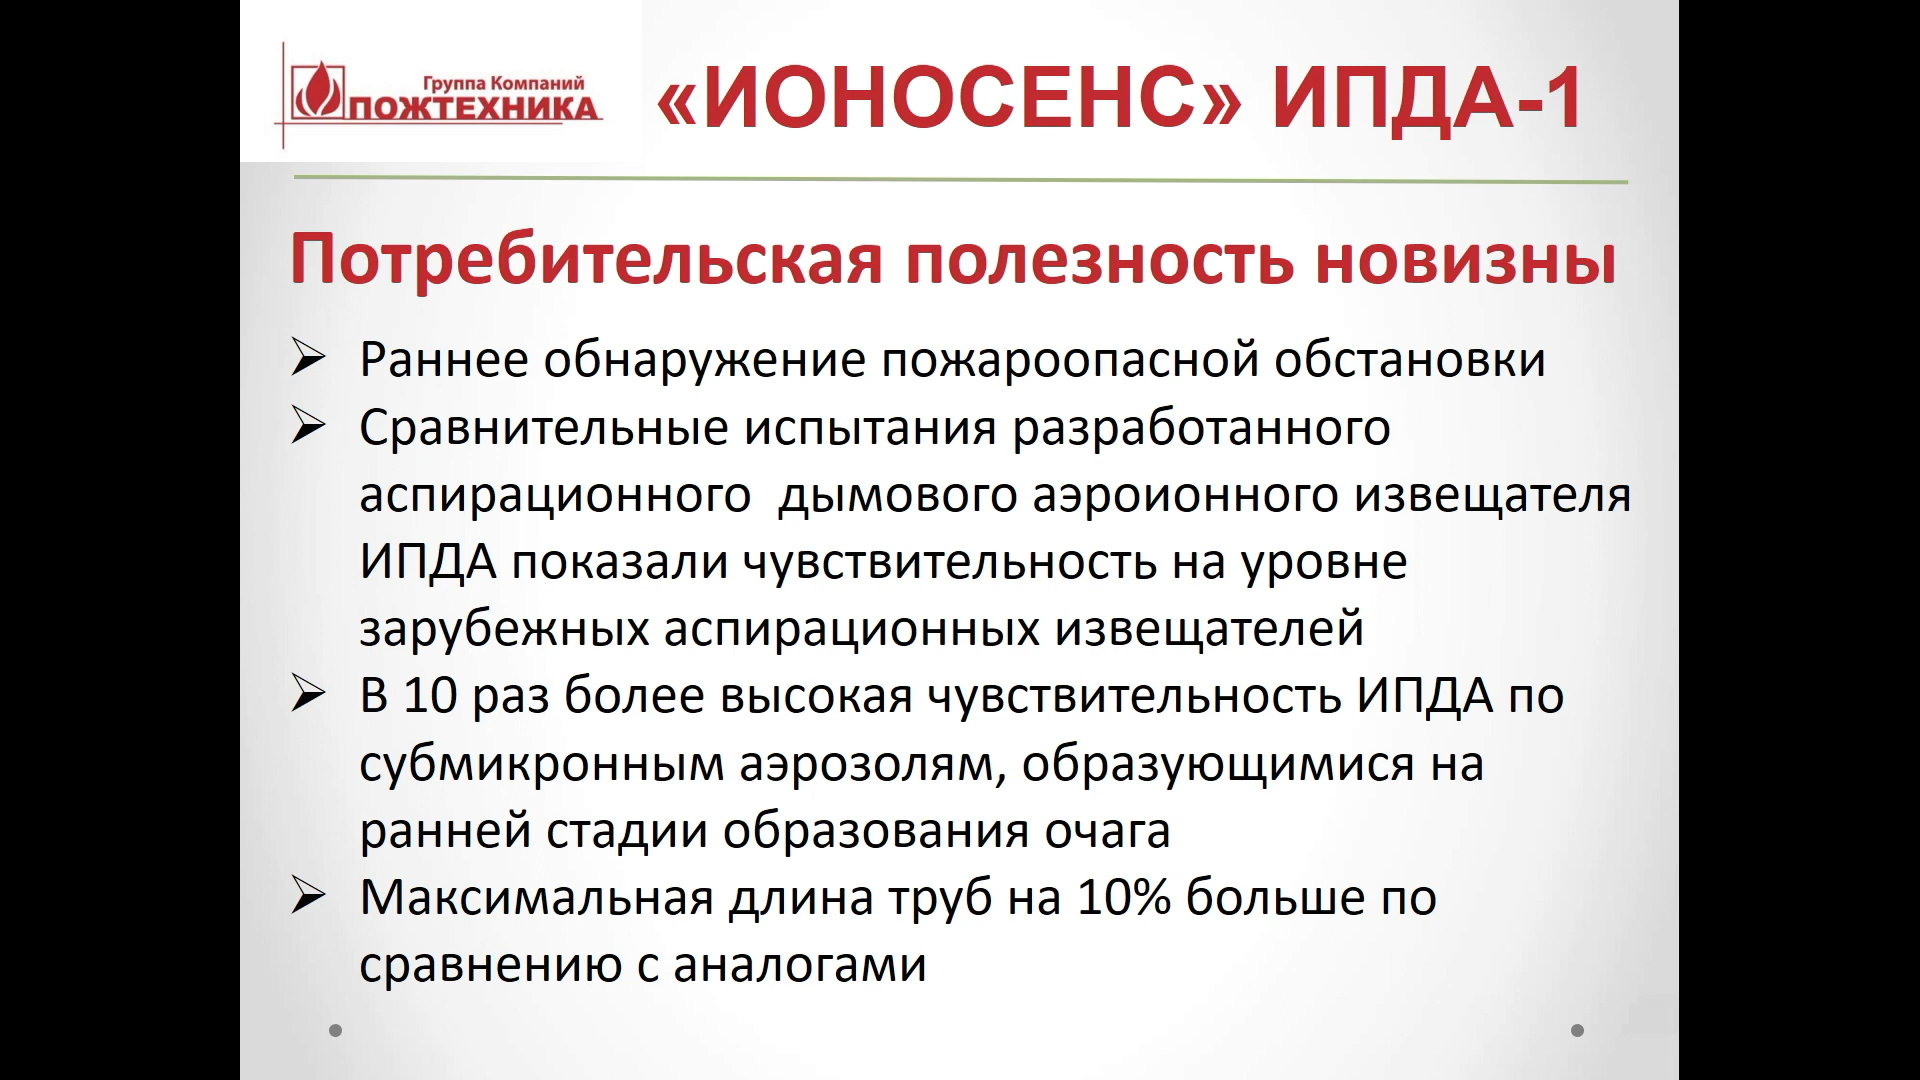 Группа Компаний
ПОЖТЕХНИКА
«ИОНОСЕНС» ИПДА-1
Потребительская полезность новизны
Раннее обнаружение пожароопасной обстановки
Сравнительные испытания разработанного
аспирационного дымового аэроионного извещателя
ИПДА показали чувствительность на уровне
зарубежных аспирационных извещателей
В 10 раз более высокая чувствительность ИПДА по
субмикронным аэрозолям, образующимися на
ранней стадии образования очага
Максимальная длина труб на 10% больше по
сравнению с аналогами